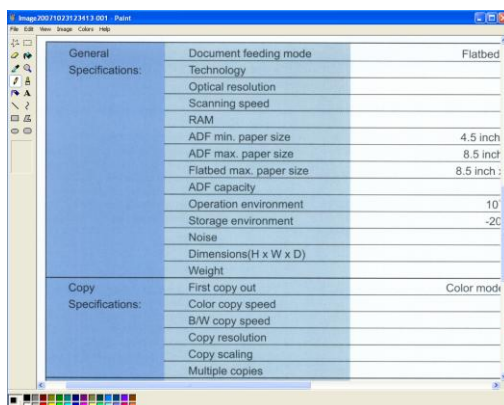 Image20071023123413-001 - Paint
File Edit View Image Colors Help
General Document feeding mode Flatbed
Specifications: Technology
Optical resolution
Scanning speed
RAM
ADF min. paper size 4.5 inch
ADF max. paper size 8.5 inch
Flatbed max. paper size 8.5 inch
ADF capacity
Operation environment 10
Storage environment -20
Noise
Dimensions(H x W x D)
Weight
Copy First copy out Color mode
Specifications: Color copy speed
B/W copy speed
Copy resolution
Copy scaling
Multiple copies